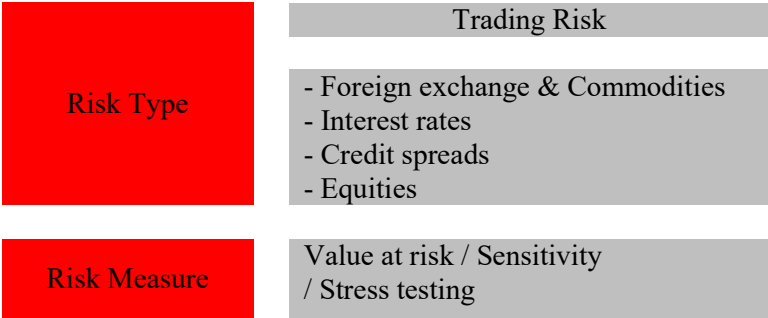 Trading Risk
Risk Type
- Foreign exchange & Commodities
- Interest rates
- Credit spreads
- Equities
Risk Measure
Value at risk / Sensitivity
/ Stress testing